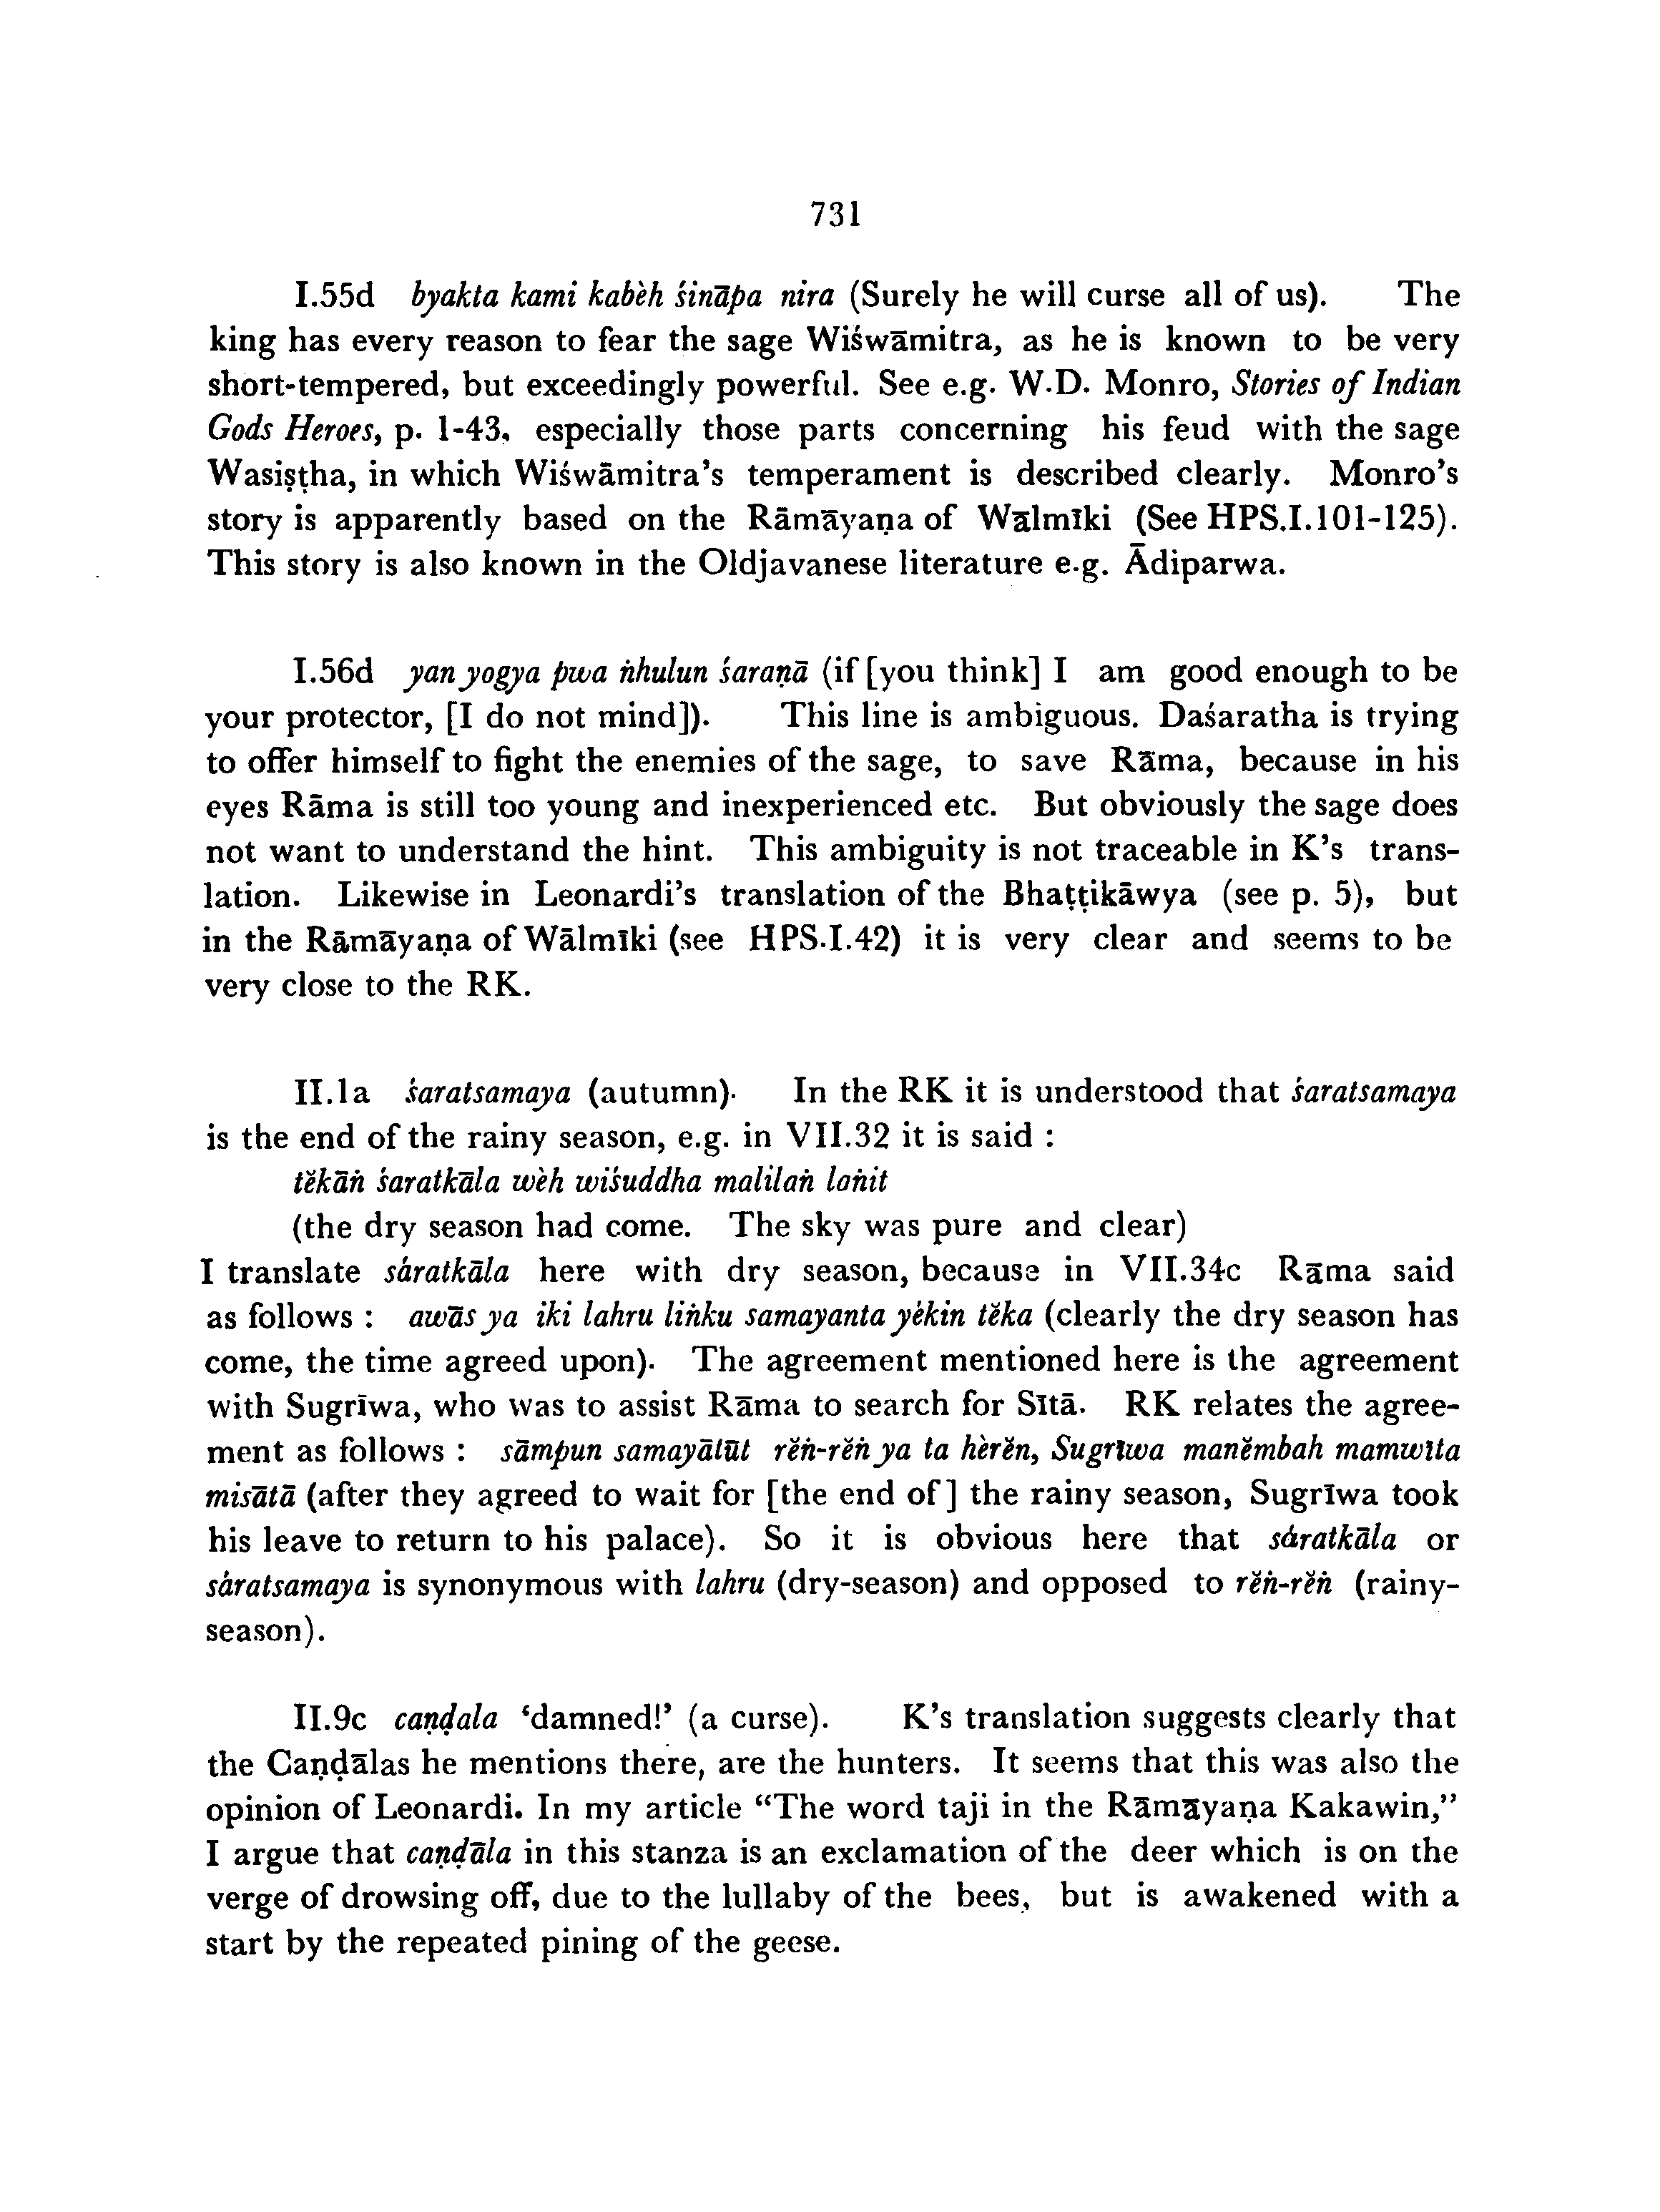 731
I.55d byakta kami kabèh śināpa nira (Surely he will curse all of us). The
king has every reason to fear the sage Wiśwāmitra, as he is known to be very
short-tempered, but exceedingly powerful. See e.g. W.D. Monro, Stories of Indian
Gods Heroes, p. 1-43, especially those parts concerning his feud with the sage
Wasiṣṭha, in which Wiśwāmitra's temperament is described clearly. Monro's
story is apparently based on the Rāmāyaṇa of Wālmīki (See HPS.I.101-125).
This story is also known in the Oldjavanese literature e.g. Ādiparwa.
I.56d yan yogya pwa ṅhulun śaraṇā (if [you think] I am good enough to be
your protector, [I do not mind]). This line is ambiguous. Daśaratha is trying
to offer himself to fight the enemies of the sage, to save Rāma, because in his
eyes Rāma is still too young and inexperienced etc. But obviously the sage does
not want to understand the hint. This ambiguity is not traceable in K's trans-
lation. Likewise in Leonardi's translation of the Bhaṭṭikāwya (see p. 5), but
in the Rāmāyaṇa of Wālmīki (see HPS.I.42) it is very clear and seems to be
very close to the RK.
II.1a śaratsamaya (autumn). In the RK it is understood that śaratsamaya
is the end of the rainy season, e.g. in VII.32 it is said :
tĕkāṅ śaratkāla wèh wiśuddha malilaṅ laṅit
(the dry season had come. The sky was pure and clear)
I translate śaratkāla here with dry season, because in VII.34c Rāma said
as follows : awās ya iki lahru liṅku samayanta yèkin tĕka (clearly the dry season has
come, the time agreed upon). The agreement mentioned here is the agreement
with Sugrīwa, who was to assist Rāma to search for Sītā. RK relates the agree-
ment as follows : sāmpun samayālūt rĕṅ-rĕṅ ya ta hèrĕn, Sugrīwa manĕmbah mamwīta
misātā (after they agreed to wait for [the end of] the rainy season, Sugrīwa took
his leave to return to his palace). So it is obvious here that śaratkāla or
śaratsamaya is synonymous with lahru (dry-season) and opposed to rĕṅ-rĕṅ (rainy-
season).
II.9c caṇḍala 'damned!' (a curse). K's translation suggests clearly that
the Caṇḍālas he mentions there, are the hunters. It seems that this was also the
opinion of Leonardi. In my article "The word taji in the Rāmāyaṇa Kakawin,"
I argue that caṇḍāla in this stanza is an exclamation of the deer which is on the
verge of drowsing off, due to the lullaby of the bees, but is awakened with a
start by the repeated pining of the geese.